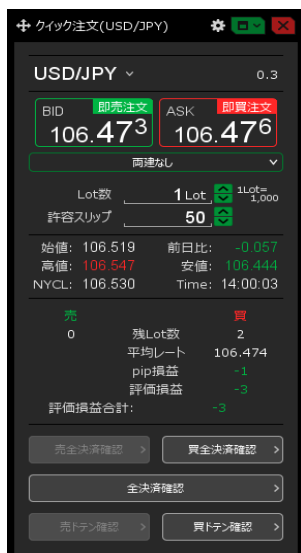 クイック注文(USD/JPY)
USD/JPY 0.3
BID 即売注文 ASK 即買注文
106.473 106.476
両建なし
Lot数 1 Lot 1Lot=1,000
許容スリップ 50
始値: 106.519 前日比: -0.057
高値: 106.547 安値: 106.444
NYCL: 106.530 Time: 14:00:03
売 買
0 残Lot数 2
平均レート 106.474
pip損益 -1
評価損益 -3
評価損益合計: -3
売全決済確認 > 買全決済確認 >
全決済確認 >
売ドテン確認 > 買ドテン確認 >